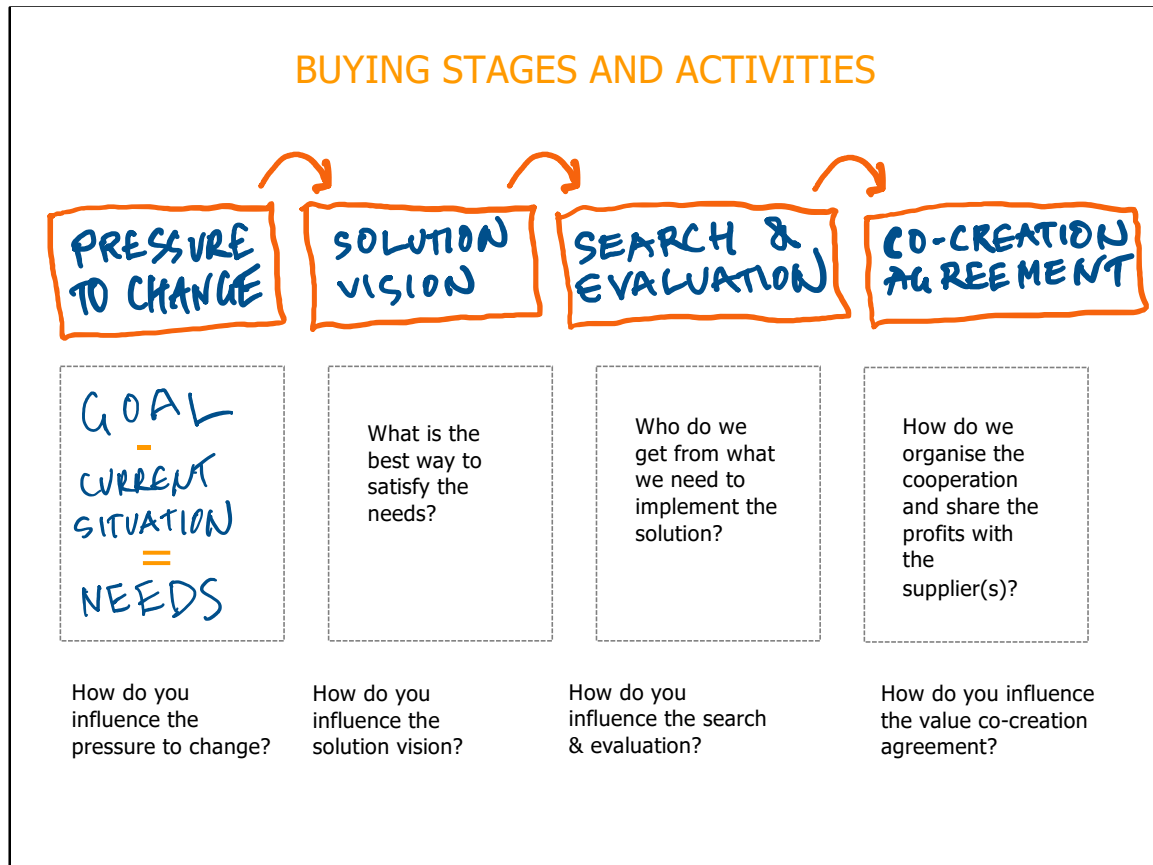 BUYING STAGES AND ACTIVITIES
PRESSURE
TO CHANGE
SOLUTION
VISION
SEARCH &
EVALUATION
CO-CREATION
AGREEMENT
GOAL
-
CURRENT
SITUATION
=
NEEDS
What is the
best way to
satisfy the
needs?
Who do we
get from what
we need to
implement the
solution?
How do we
organise the
cooperation
and share the
profits with
the
supplier(s)?
How do you
influence the
pressure to change?
How do you
influence the
solution vision?
How do you
influence the search
& evaluation?
How do you influence
the value co-creation
agreement?